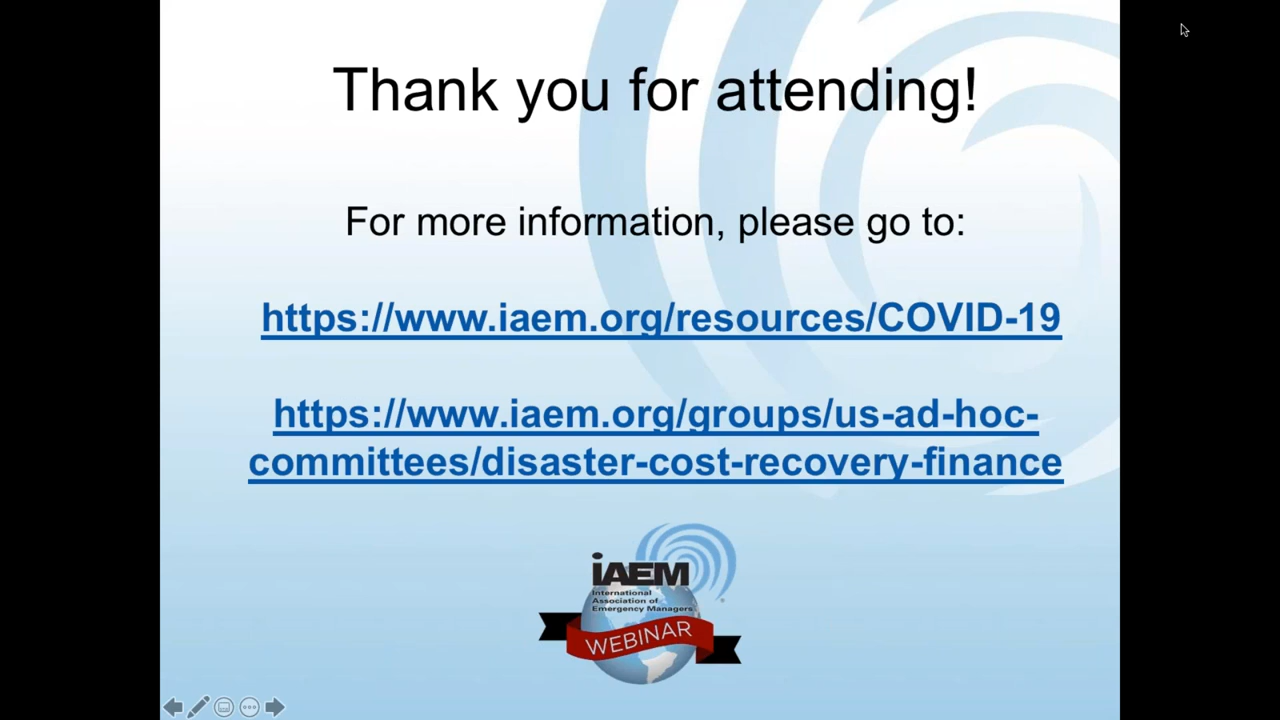 Thank you for attending!
For more information, please go to:
https://www.iaem.org/resources/COVID-19
https://www.iaem.org/groups/us-ad-hoc-
committees/disaster-cost-recovery-finance
iAEM
International
Association of
Emergency Managers
WEBINAR